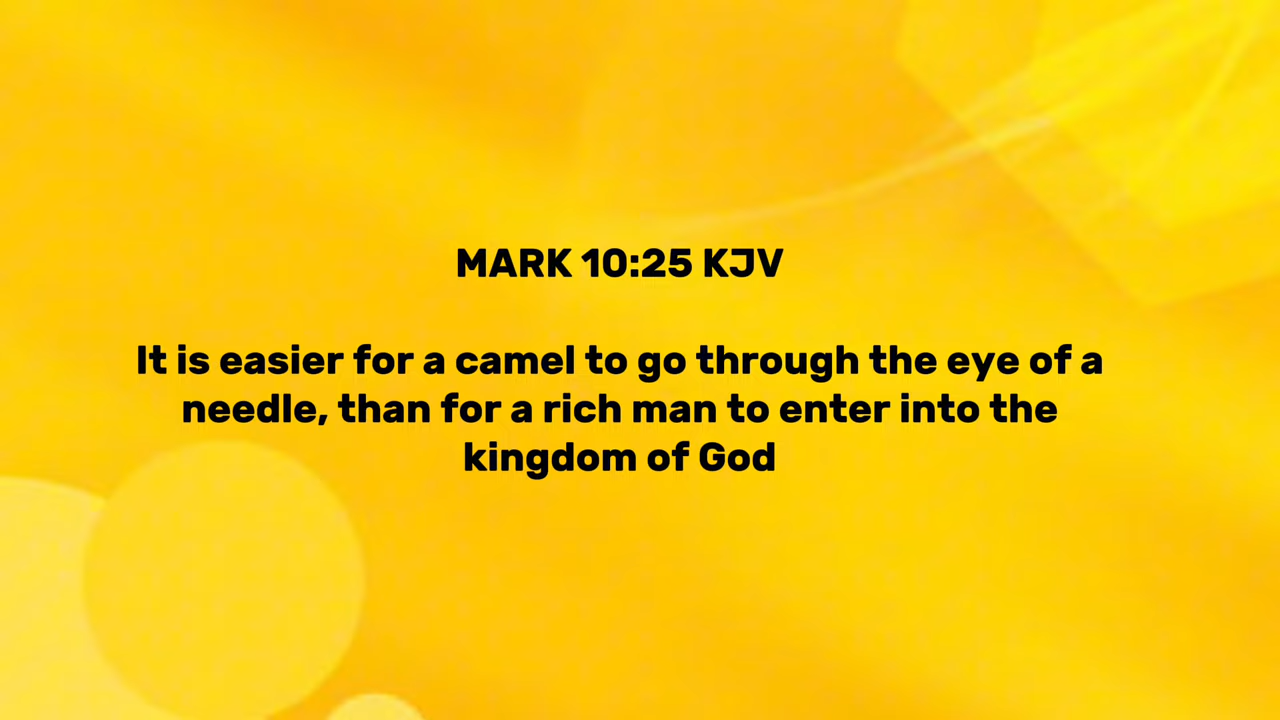 MARK 10:25 KJV
It is easier for a camel to go through the eye of a
needle, than for a rich man to enter into the
kingdom of God